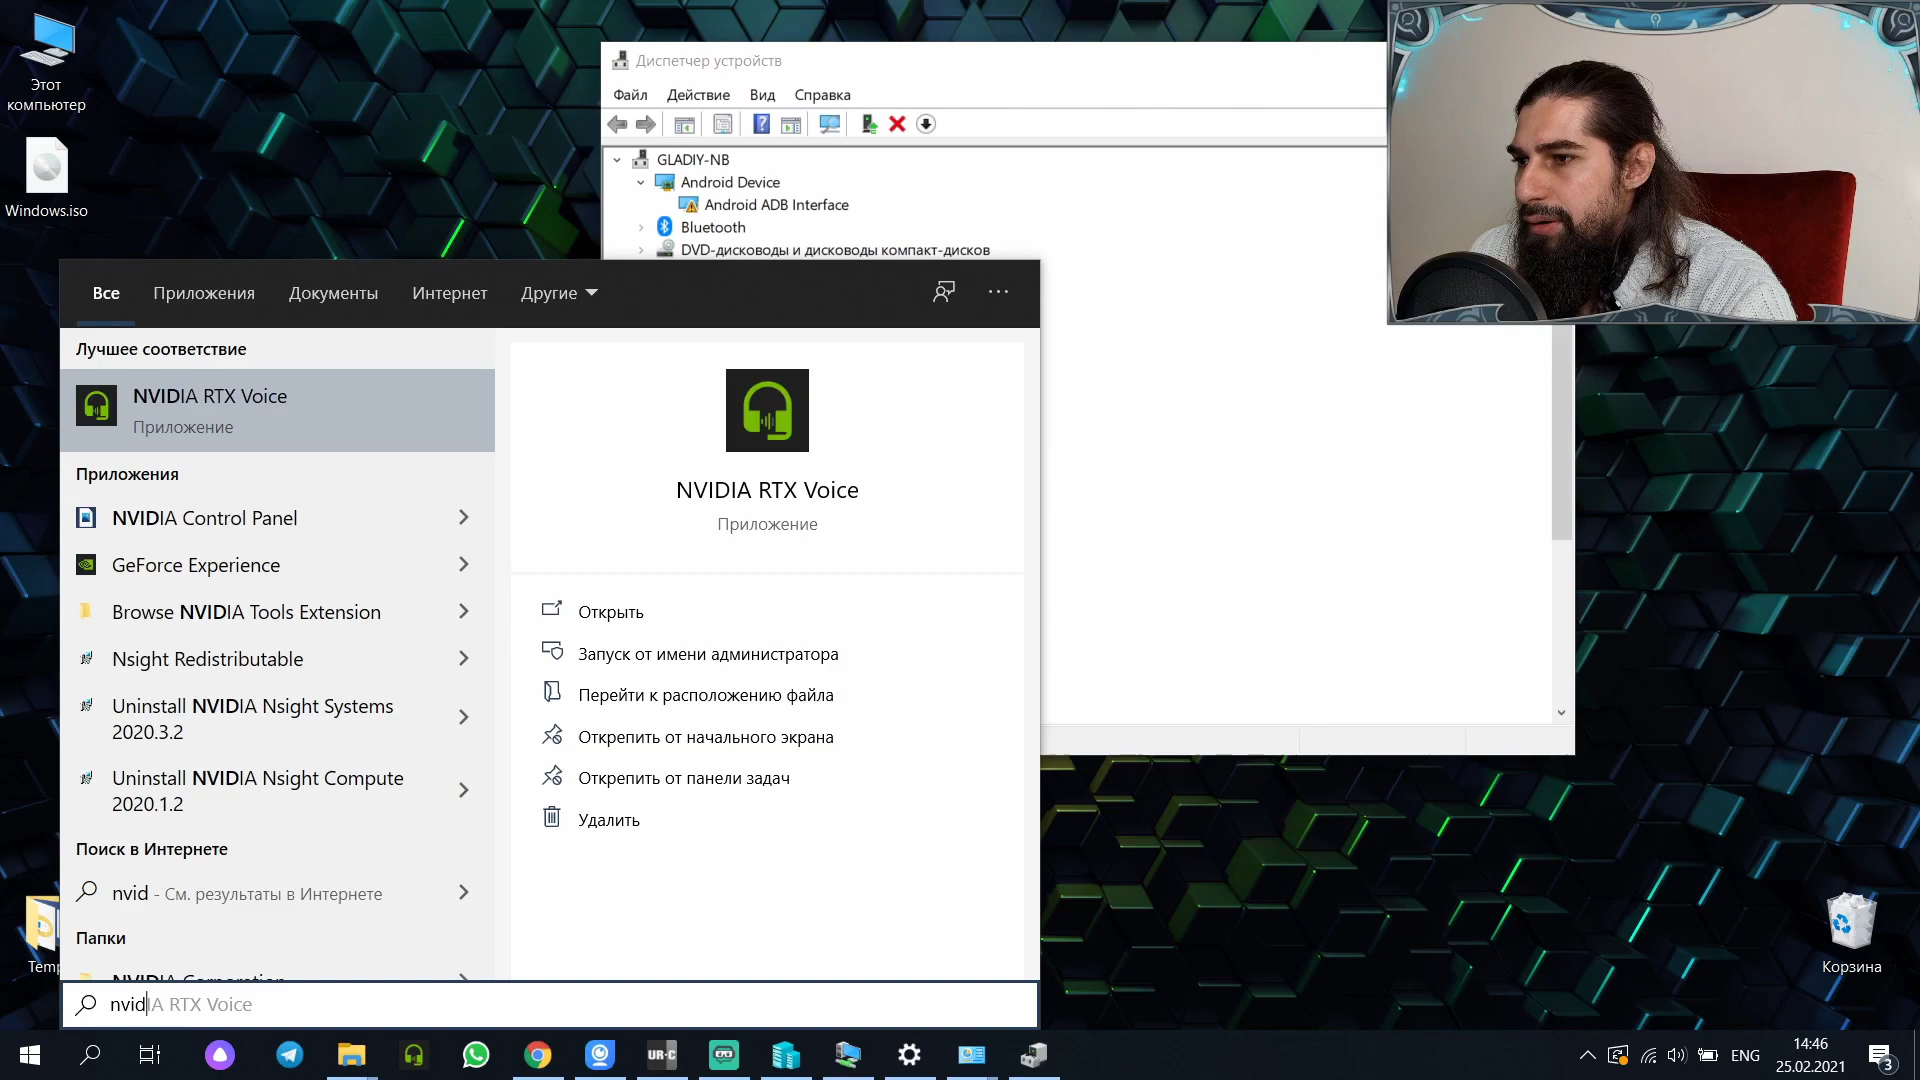 Этот
компьютер
Windows.iso
Диспетчер устройств
Файл Действие Вид Справка
GLADIY-NB
Android Device
Android ADB Interface
Bluetooth
DVD-дисководы и дисководы компакт-дисков
Все Приложения Документы Интернет Другие
Лучшее соответствие
NVIDIA RTX Voice
Приложение
Приложения
NVIDIA Control Panel
GeForce Experience
Browse NVIDIA Tools Extension
Nsight Redistributable
Uninstall NVIDIA Nsight Systems
2020.3.2
Uninstall NVIDIA Nsight Compute
2020.1.2
Поиск в Интернете
nvid - См. результаты в Интернете
Папки
NVIDIA Corporation
NVIDIA RTX Voice
Приложение
Открыть
Запуск от имени администратора
Перейти к расположению файла
Открепить от начального экрана
Открепить от панели задач
Удалить
Temp
Корзина
nvidIA RTX Voice
UR-C
ENG
14:46
25.02.2021
3